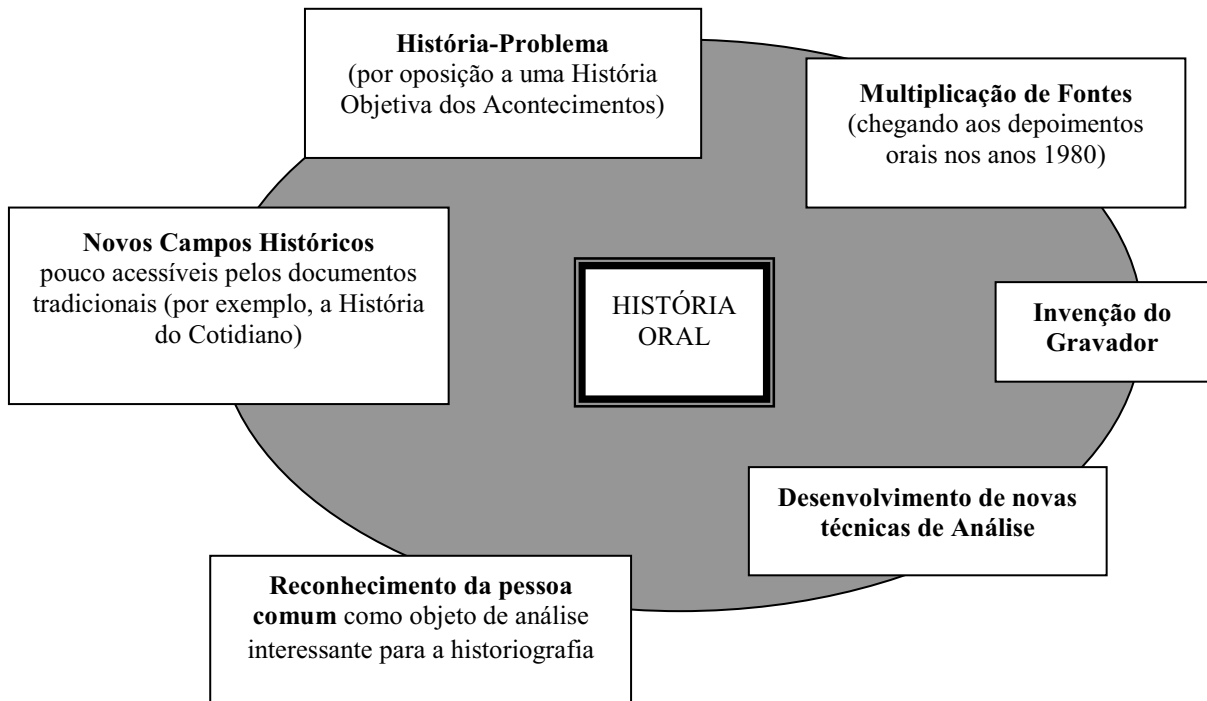 História-Problema
(por oposição a uma História
Objetiva dos Acontecimentos)
Multiplicação de Fontes
(chegando aos depoimentos
orais nos anos 1980)
Novos Campos Históricos
pouco acessíveis pelos documentos
tradicionais (por exemplo, a História
do Cotidiano)
HISTÓRIA
ORAL
Invenção do
Gravador
Desenvolvimento de novas
técnicas de Análise
Reconhecimento da pessoa
comum como objeto de análise
interessante para a historiografia